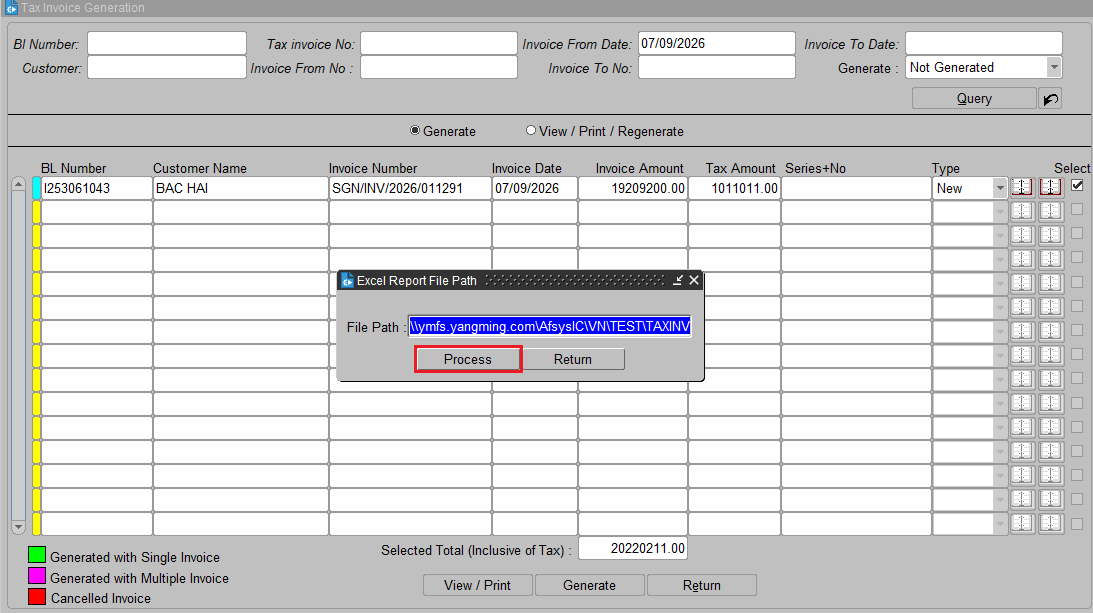 Tax Invoice Generation
Bl Number: Tax invoice No: Invoice From Date: 07/09/2026 Invoice To Date:
Customer: Invoice From No : Invoice To No: Generate : Not Generated
Query
Generate View / Print / Regenerate
BL Number Customer Name Invoice Number Invoice Date Invoice Amount Tax Amount Series+No Type Select
I253061043 BAC HAI SGN/INV/2026/011291 07/09/2026 19209200.00 1011011.00 New
Excel Report File Path
File Path : \\ymfs.yangming.com\AfsysIC\VN\TEST\TAXINV
Process Return
Selected Total (Inclusive of Tax) : 20220211.00
Generated with Single Invoice
Generated with Multiple Invoice
Cancelled Invoice
View / Print Generate Return